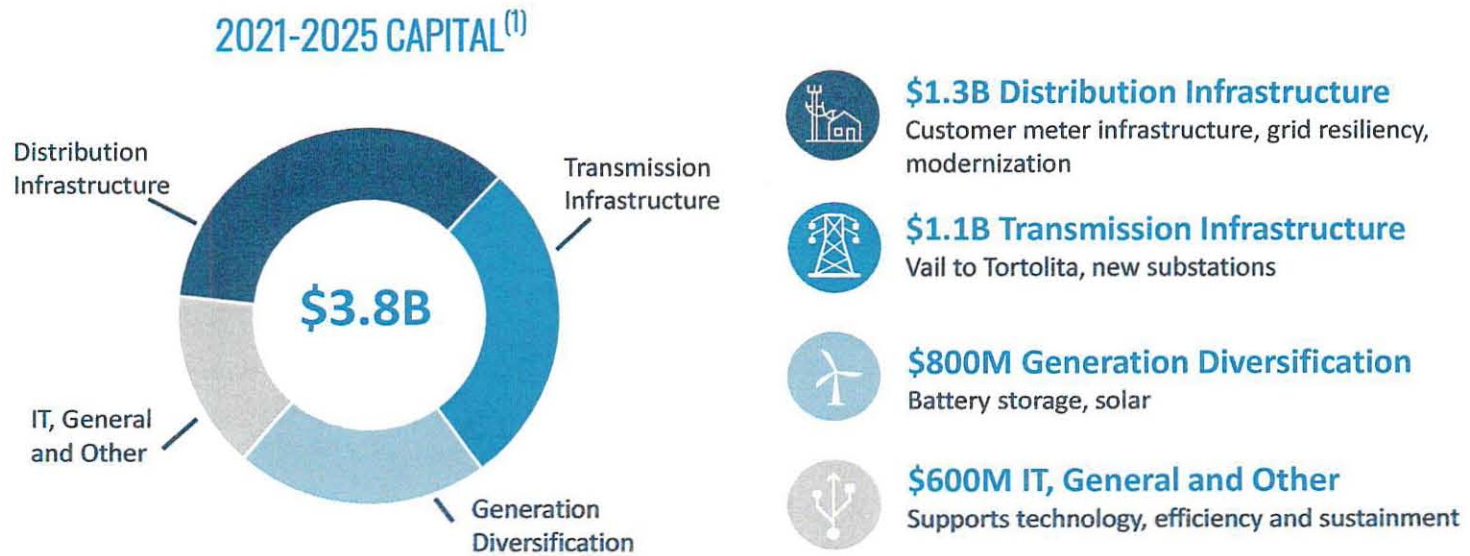 2021-2025 CAPITAL(1)
Distribution
Infrastructure
Transmission
Infrastructure
$3.8B
IT, General
and Other
Generation
Diversification
$1.3B Distribution Infrastructure
Customer meter infrastructure, grid resiliency,
modernization
$1.1B Transmission Infrastructure
Vail to Tortolita, new substations
$800M Generation Diversification
Battery storage, solar
$600M IT, General and Other
Supports technology, efficiency and sustainment